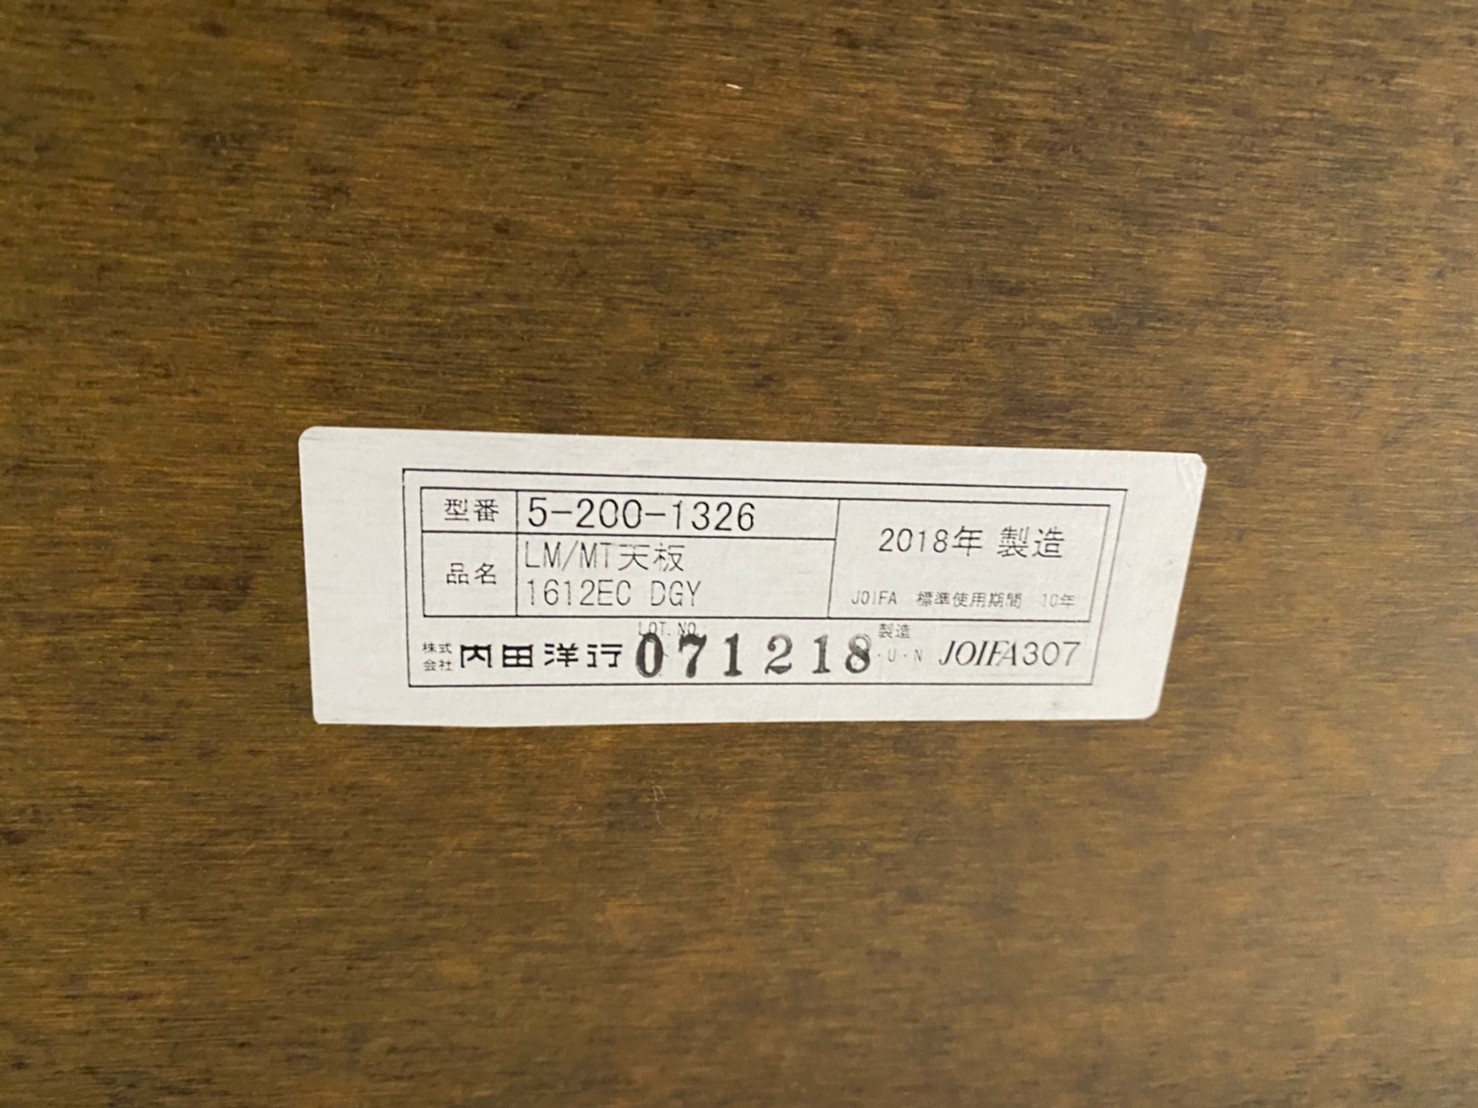 型番 5-200-1326
品名 LM/MT天板
1612EC DGY
2018年 製造
JOIFA 標準使用期間 10年
株式会社 内田洋行
LOT.NO
071218
製造
・U・N
JOIFA307